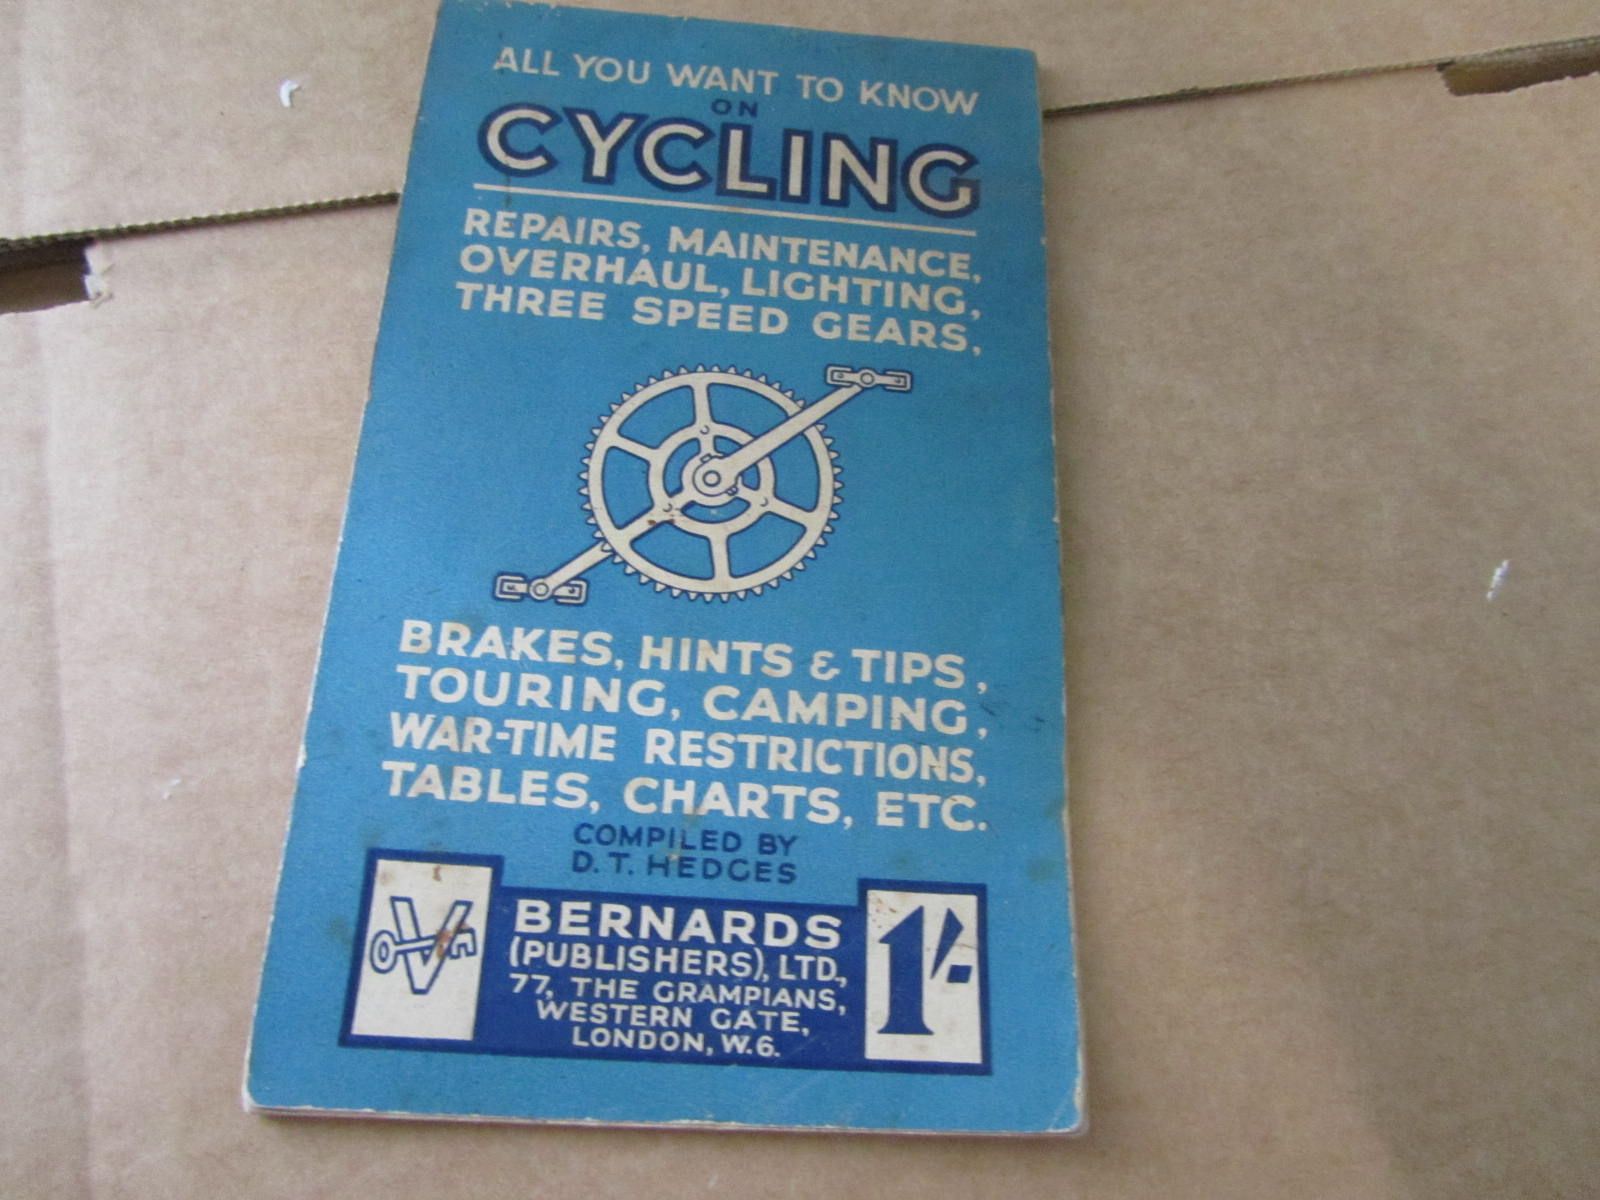 ALL YOU WANT TO KNOW
ON
CYCLING
REPAIRS, MAINTENANCE,
OVERHAUL, LIGHTING,
THREE SPEED GEARS,
BRAKES, HINTS & TIPS,
TOURING, CAMPING,
WAR-TIME RESTRICTIONS,
TABLES, CHARTS, ETC.
COMPILED BY
D. T. HEDGES
V
BERNARDS
(PUBLISHERS), LTD.,
77, THE GRAMPIANS,
WESTERN GATE,
LONDON, W.6.
1/-